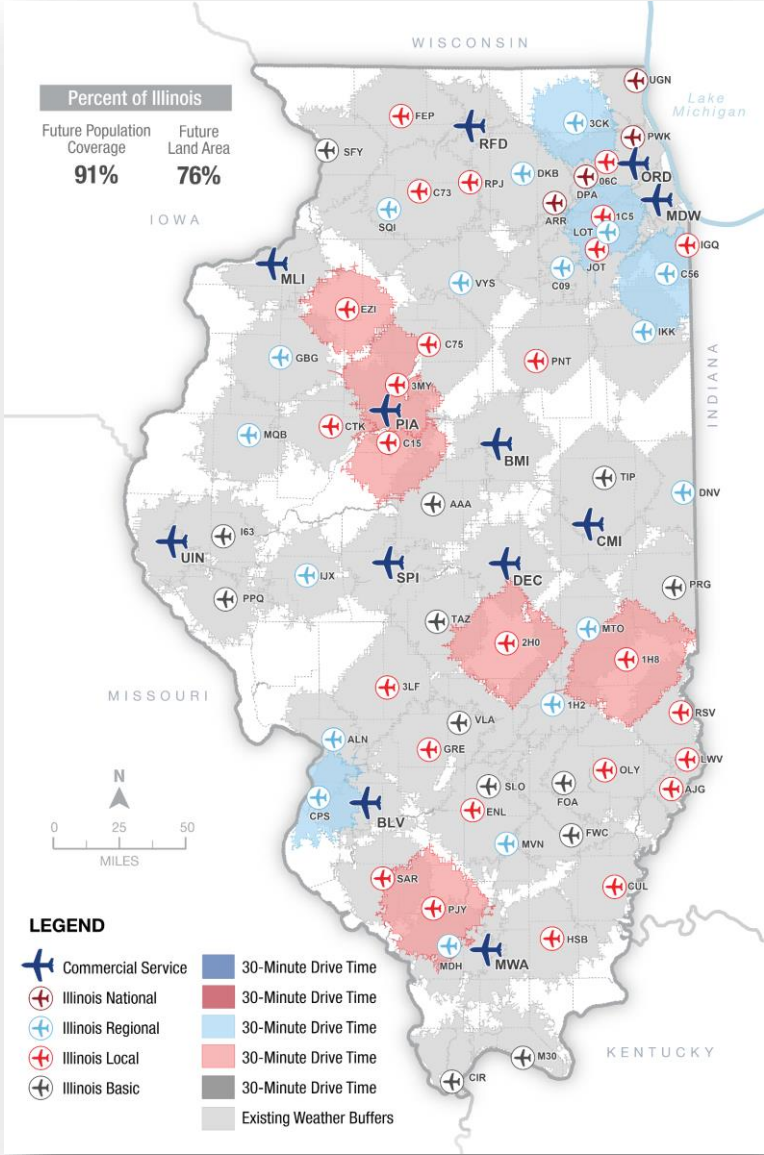 WISCONSIN
Lake
Michigan
Percent of Illinois
Future Population
Coverage
Future
Land Area
91%
76%
IOWA
INDIANA
MISSOURI
KENTUCKY
UGN
FEP
RFD
3CK
PWK
SFY
ORD
06C
DPA
DKB
RPJ
C73
MDW
ARR
SQI
1C5
LOT
IGQ
JOT
MLI
C09
C56
VYS
EZI
IKK
C75
GBG
PNT
3MY
PIA
CTK
MQB
C15
BMI
TIP
DNV
AAA
CMI
I63
UIN
IJX
SPI
DEC
PRG
PPQ
TAZ
MTO
2H0
1H8
3LF
1H2
RSV
VLA
ALN
GRE
LWV
OLY
SLO
FOA
AJG
CPS
BLV
ENL
FWC
MVN
SAR
CUL
PJY
HSB
MDH
MWA
M30
CIR
N
0 25 50
MILES
LEGEND
Commercial Service
Illinois National
Illinois Regional
Illinois Local
Illinois Basic
30-Minute Drive Time
30-Minute Drive Time
30-Minute Drive Time
30-Minute Drive Time
30-Minute Drive Time
Existing Weather Buffers